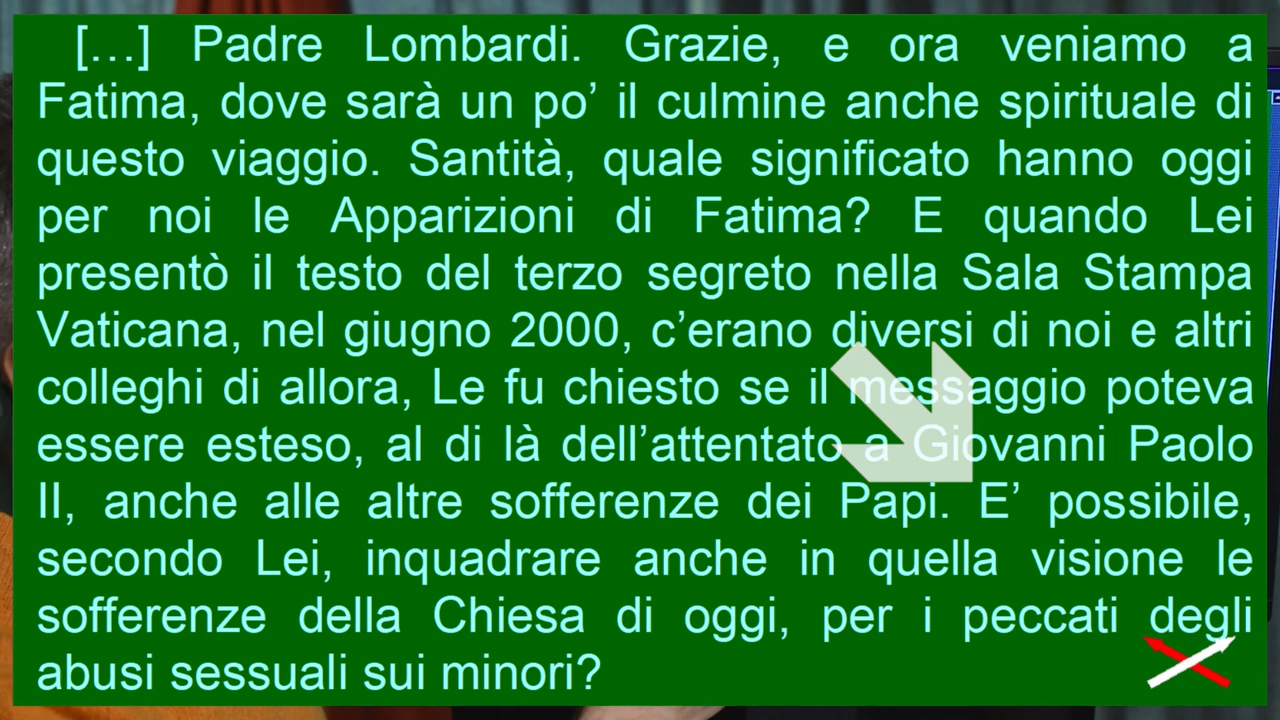 […] Padre Lombardi. Grazie, e ora veniamo a
Fatima, dove sarà un po’ il culmine anche spirituale di
questo viaggio. Santità, quale significato hanno oggi
per noi le Apparizioni di Fatima? E quando Lei
presentò il testo del terzo segreto nella Sala Stampa
Vaticana, nel giugno 2000, c’erano diversi di noi e altri
colleghi di allora, Le fu chiesto se il messaggio poteva
essere esteso, al di là dell’attentato a Giovanni Paolo
II, anche alle altre sofferenze dei Papi. E’ possibile,
secondo Lei, inquadrare anche in quella visione le
sofferenze della Chiesa di oggi, per i peccati degli
abusi sessuali sui minori?